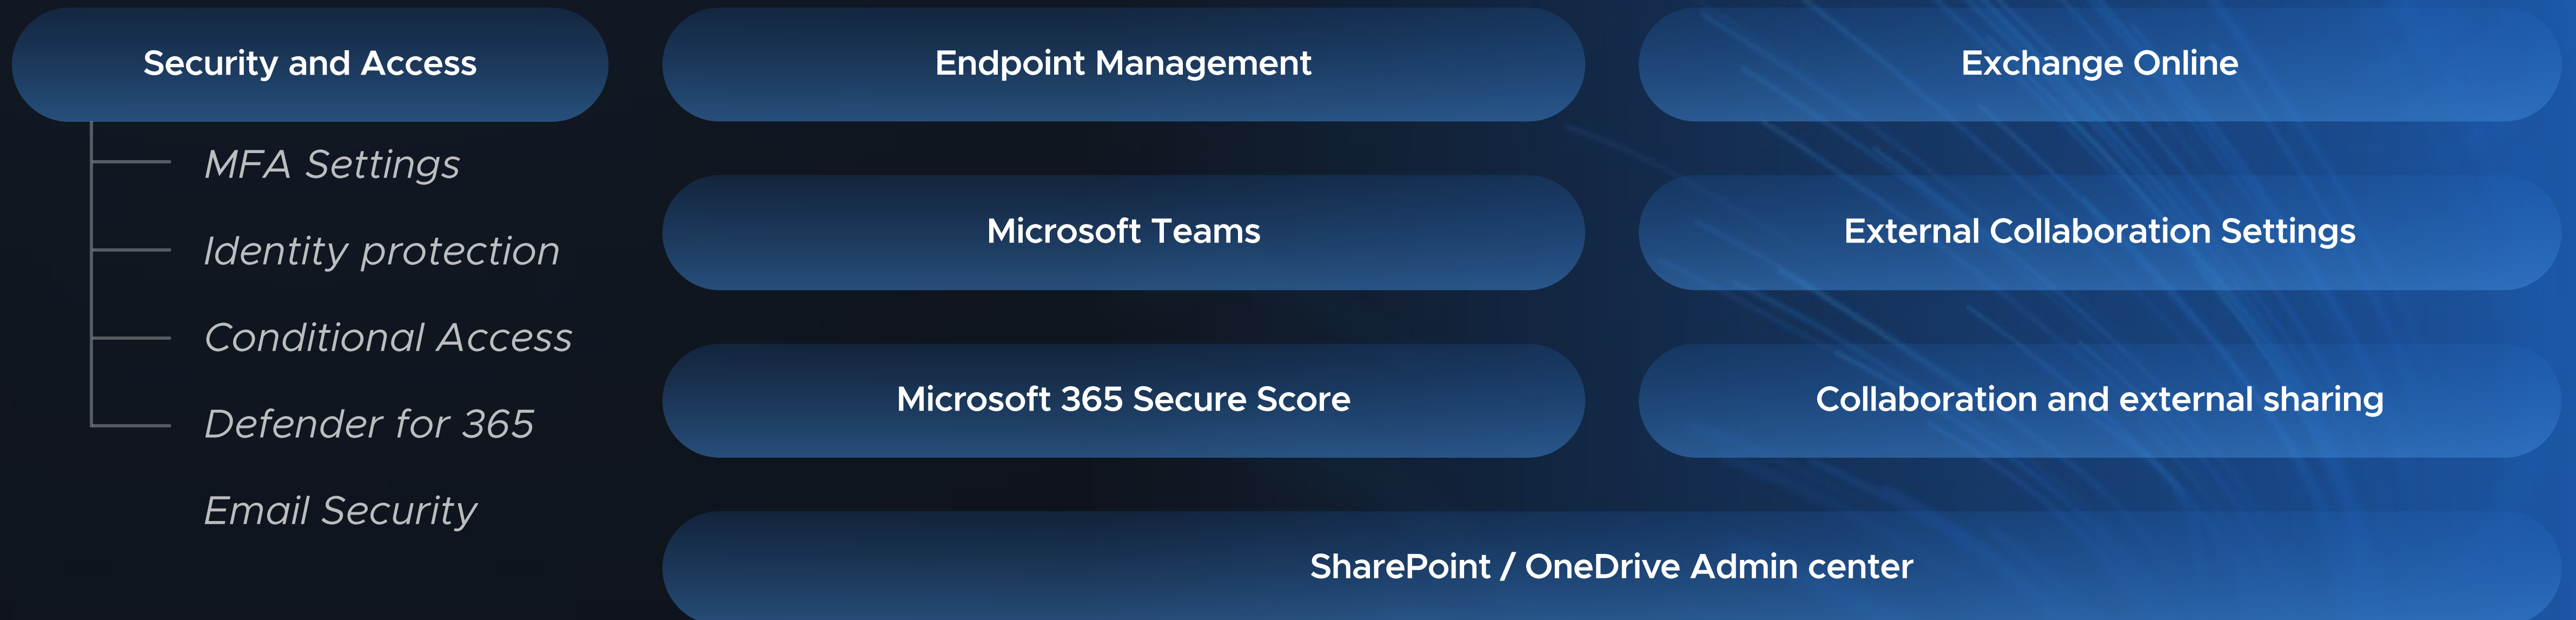 Security and Access
MFA Settings
Identity protection
Conditional Access
Defender for 365
Email Security
Endpoint Management
Exchange Online
Microsoft Teams
External Collaboration Settings
Microsoft 365 Secure Score
Collaboration and external sharing
SharePoint / OneDrive Admin center